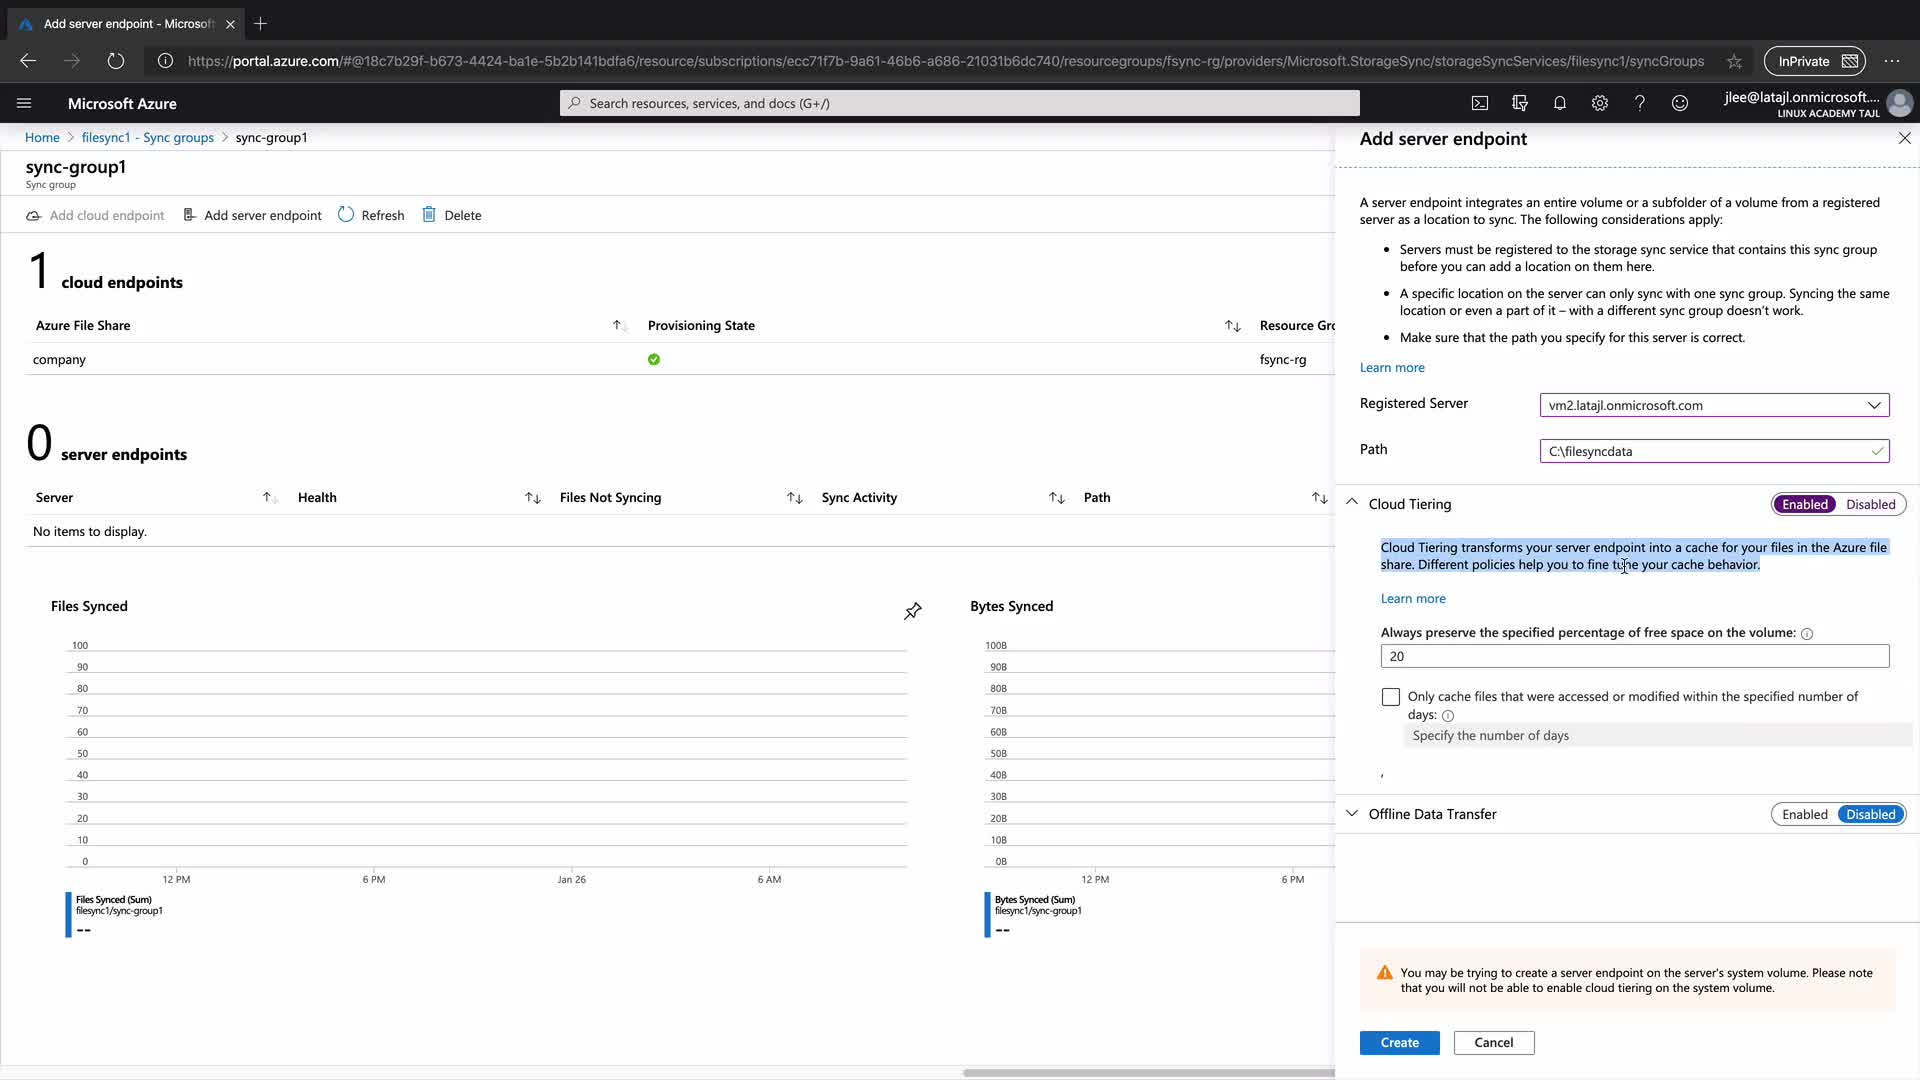 Add server endpoint - Microsoft
https://portal.azure.com/#@18c7b29f-b673-4424-ba1e-5b2b141bdfa6/resource/subscriptions/ecc71f7b-9a61-46b6-a686-21031b6dc740/resourcegroups/fsync-rg/providers/Microsoft.StorageSync/storageSyncServices/filesync1/syncGroups
InPrivate
Microsoft Azure
Search resources, services, and docs (G+/)
jlee@latajl.onmicrosoft....
LINUX ACADEMY TAJL
Home > filesync1 - Sync groups > sync-group1
sync-group1
Sync group
Add cloud endpoint
Add server endpoint
Refresh
Delete
1 cloud endpoints
Azure File Share
Provisioning State
Resource Gro
company
fsync-rg
0 server endpoints
Server
Health
Files Not Syncing
Sync Activity
Path
No items to display.
Files Synced
100
90
80
70
60
50
40
30
20
10
0
12 PM
6 PM
Jan 26
6 AM
Files Synced (Sum)
filesync1/sync-group1
--
Bytes Synced
100B
90B
80B
70B
60B
50B
40B
30B
20B
10B
0B
12 PM
6 PM
Bytes Synced (Sum)
filesync1/sync-group1
--
Add server endpoint
A server endpoint integrates an entire volume or a subfolder of a volume from a registered
server as a location to sync. The following considerations apply:
• Servers must be registered to the storage sync service that contains this sync group
before you can add a location on them here.
• A specific location on the server can only sync with one sync group. Syncing the same
location or even a part of it – with a different sync group doesn't work.
• Make sure that the path you specify for this server is correct.
Learn more
Registered Server
vm2.latajl.onmicrosoft.com
Path
C:\filesyncdata
Cloud Tiering
Enabled
Disabled
Cloud Tiering transforms your server endpoint into a cache for your files in the Azure file
share. Different policies help you to fine tune your cache behavior.
Learn more
Always preserve the specified percentage of free space on the volume:
20
Only cache files that were accessed or modified within the specified number of
days:
Specify the number of days
,
Offline Data Transfer
Enabled
Disabled
You may be trying to create a server endpoint on the server's system volume. Please note
that you will not be able to enable cloud tiering on the system volume.
Create
Cancel